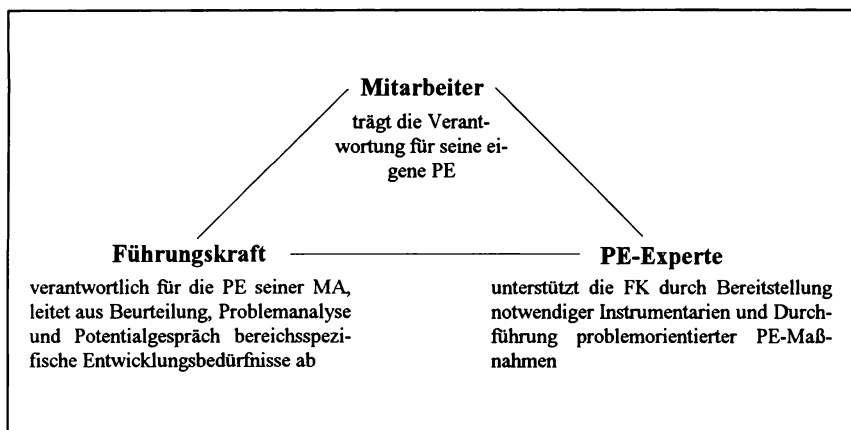 Mitarbeiter
trägt die Verant-
wortung für seine ei-
gene PE
Führungskraft
verantwortlich für die PE seiner MA,
leitet aus Beurteilung, Problemanalyse
und Potentialgespräch bereichsspezi-
fische Entwicklungsbedürfnisse ab
PE-Experte
unterstützt die FK durch Bereitstellung
notwendiger Instrumentarien und Durch-
führung problemorientierter PE-Maß-
nahmen